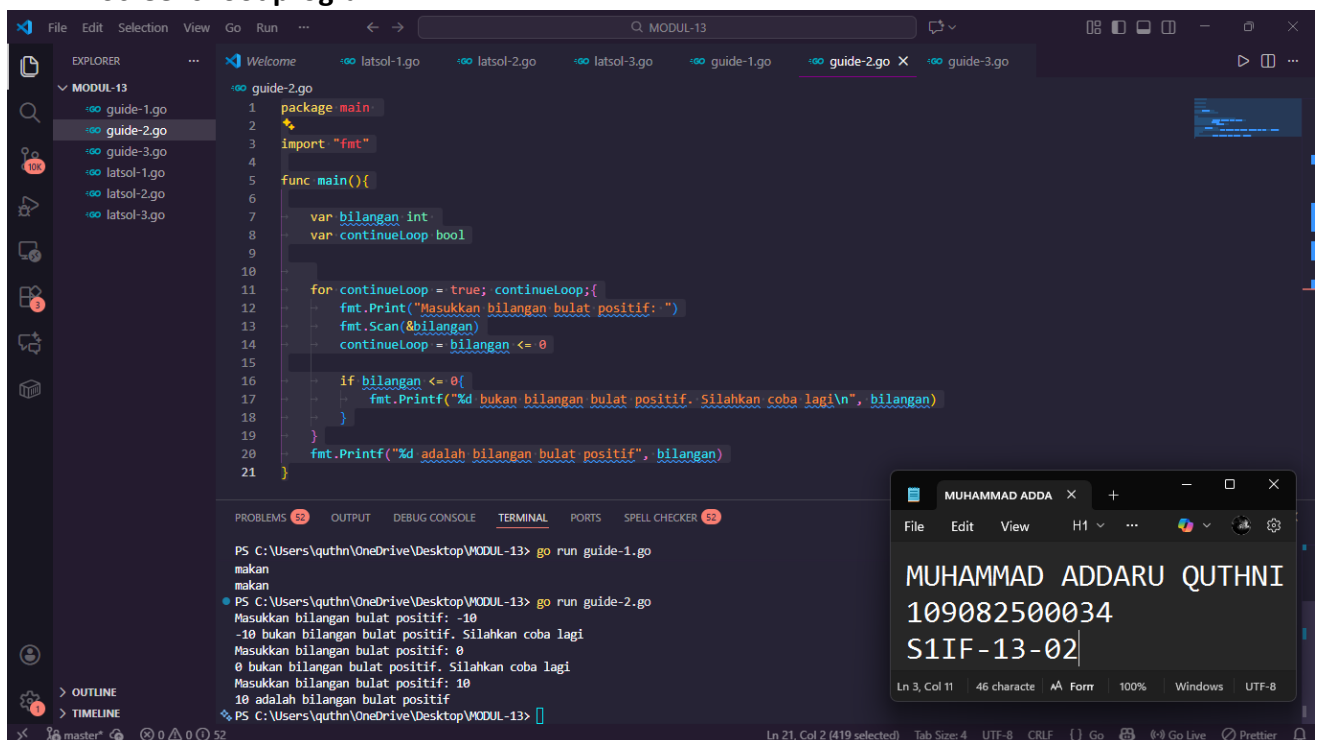 File Edit Selection View Go Run ··· MODUL-13
EXPLORER ···
Welcome latsol-1.go latsol-2.go latsol-3.go guide-1.go guide-2.go guide-3.go
MODUL-13
guide-1.go
guide-2.go
guide-3.go
latsol-1.go
latsol-2.go
latsol-3.go
OUTLINE
TIMELINE
10K
3
1
guide-2.go
1 package main
2
3 import "fmt"
4
5 func main(){
6
7 var bilangan int
8 var continueLoop bool
9
10
11 for continueLoop = true; continueLoop;{
12 fmt.Print("Masukkan bilangan bulat positif: ")
13 fmt.Scan(&bilangan)
14 continueLoop = bilangan <= 0
15
16 if bilangan <= 0{
17 fmt.Printf("%d bukan bilangan bulat positif. Silahkan coba lagi\n", bilangan)
18 }
19 }
20 fmt.Printf("%d adalah bilangan bulat positif", bilangan)
21 }
PROBLEMS 52 OUTPUT DEBUG CONSOLE TERMINAL PORTS SPELL CHECKER 52
PS C:\Users\quthn\OneDrive\Desktop\MODUL-13> go run guide-1.go
makan
makan
PS C:\Users\quthn\OneDrive\Desktop\MODUL-13> go run guide-2.go
Masukkan bilangan bulat positif: -10
-10 bukan bilangan bulat positif. Silahkan coba lagi
Masukkan bilangan bulat positif: 0
0 bukan bilangan bulat positif. Silahkan coba lagi
Masukkan bilangan bulat positif: 10
10 adalah bilangan bulat positif
PS C:\Users\quthn\OneDrive\Desktop\MODUL-13>
MUHAMMAD ADDA
File Edit View H1 ···
MUHAMMAD ADDARU QUTHNI
109082500034
S1IF-13-02
Ln 3, Col 11 46 characte Forr 100% Windows UTF-8
master* 0 0 52 Ln 21, Col 2 (419 selected) Tab Size: 4 UTF-8 CRLF { } Go Go Live Prettier